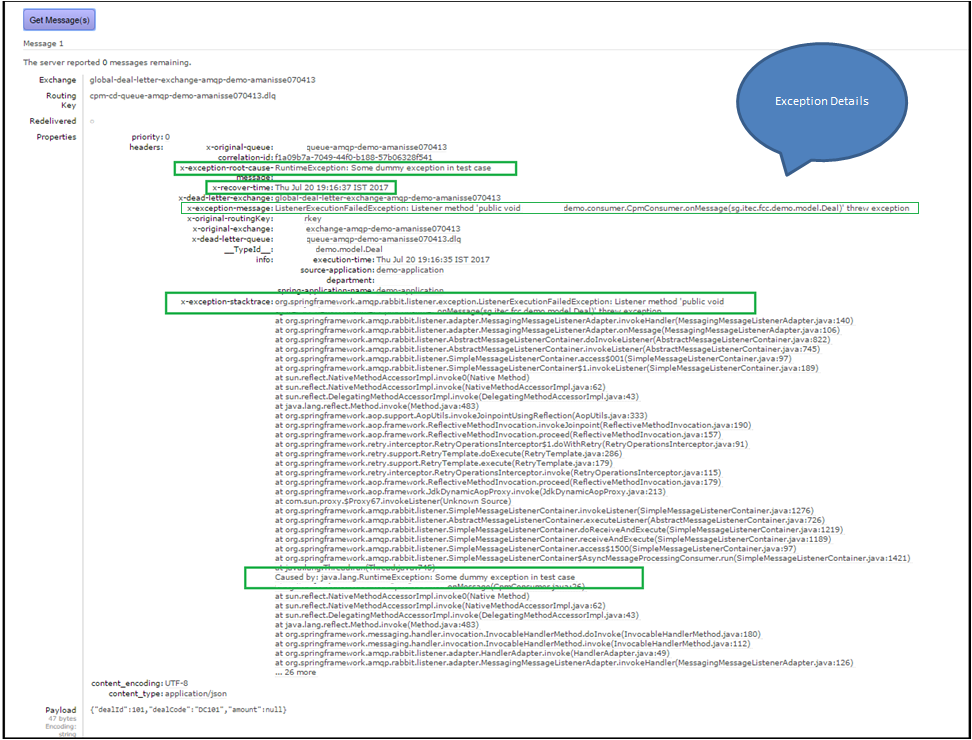 Get Message(s)
Message 1
The server reported 0 messages remaining.
Exception Details
Exchange global-deal-letter-exchange-amqp-demo-amanisse070413
Routing Key cpm-cd-queue-amqp-demo-amanisse070413.dlq
Redelivered ○
Properties priority: 0
headers: x-original-queue: queue-amqp-demo-amanisse070413
correlation-id: f1a09b7a-7049-44f0-b188-57b06328f541
x-exception-root-cause-message: RuntimeException: Some dummy exception in test case
x-recover-time: Thu Jul 20 19:16:37 IST 2017
x-dead-letter-exchange: global-dead-letter-exchange-amqp-demo-amanisse070413
x-exception-message: ListenerExecutionFailedException: Listener method 'public void demo.consumer.CpmConsumer.onMessage(sg.itec.fcc.demo.model.Deal)' threw exception
x-original-routingKey: rkey
x-original-exchange: exchange-amqp-demo-amanisse070413
x-dead-letter-queue: queue-amqp-demo-amanisse070413.dlq
__TypeId__: demo.model.Deal
info: execution-time: Thu Jul 20 19:16:35 IST 2017
source-application: demo-application
department:
spring-application-name: demo-application
x-exception-stacktrace: org.springframework.amqp.rabbit.listener.exception.ListenerExecutionFailedException: Listener method 'public void
onMessage(sg.itec.fcc.demo.model.Deal)' threw exception
at org.springframework.amqp.rabbit.listener.adapter.MessagingMessageListenerAdapter.invokeHandler(MessagingMessageListenerAdapter.java:140)
at org.springframework.amqp.rabbit.listener.adapter.MessagingMessageListenerAdapter.onMessage(MessagingMessageListenerAdapter.java:106)
at org.springframework.amqp.rabbit.listener.AbstractMessageListenerContainer.doInvokeListener(AbstractMessageListenerContainer.java:822)
at org.springframework.amqp.rabbit.listener.AbstractMessageListenerContainer.invokeListener(AbstractMessageListenerContainer.java:745)
at org.springframework.amqp.rabbit.listener.SimpleMessageListenerContainer.access$001(SimpleMessageListenerContainer.java:97)
at org.springframework.amqp.rabbit.listener.SimpleMessageListenerContainer$1.invokeListener(SimpleMessageListenerContainer.java:189)
at sun.reflect.NativeMethodAccessorImpl.invoke0(Native Method)
at sun.reflect.NativeMethodAccessorImpl.invoke(NativeMethodAccessorImpl.java:62)
at sun.reflect.DelegatingMethodAccessorImpl.invoke(DelegatingMethodAccessorImpl.java:43)
at java.lang.reflect.Method.invoke(Method.java:483)
at org.springframework.aop.support.AopUtils.invokeJoinpointUsingReflection(AopUtils.java:333)
at org.springframework.aop.framework.ReflectiveMethodInvocation.invokeJoinpoint(ReflectiveMethodInvocation.java:190)
at org.springframework.aop.framework.ReflectiveMethodInvocation.proceed(ReflectiveMethodInvocation.java:157)
at org.springframework.retry.interceptor.RetryOperationsInterceptor$1.doWithRetry(RetryOperationsInterceptor.java:91)
at org.springframework.retry.support.RetryTemplate.doExecute(RetryTemplate.java:286)
at org.springframework.retry.support.RetryTemplate.execute(RetryTemplate.java:179)
at org.springframework.retry.interceptor.RetryOperationsInterceptor.invoke(RetryOperationsInterceptor.java:115)
at org.springframework.aop.framework.ReflectiveMethodInvocation.proceed(ReflectiveMethodInvocation.java:179)
at org.springframework.aop.framework.JdkDynamicAopProxy.invoke(JdkDynamicAopProxy.java:213)
at com.sun.proxy.$Proxy67.invokeListener(Unknown Source)
at org.springframework.amqp.rabbit.listener.SimpleMessageListenerContainer.invokeListener(SimpleMessageListenerContainer.java:1276)
at org.springframework.amqp.rabbit.listener.AbstractMessageListenerContainer.executeListener(AbstractMessageListenerContainer.java:726)
at org.springframework.amqp.rabbit.listener.SimpleMessageListenerContainer.doReceiveAndExecute(SimpleMessageListenerContainer.java:1219)
at org.springframework.amqp.rabbit.listener.SimpleMessageListenerContainer.receiveAndExecute(SimpleMessageListenerContainer.java:1189)
at org.springframework.amqp.rabbit.listener.SimpleMessageListenerContainer.access$1500(SimpleMessageListenerContainer.java:97)
at org.springframework.amqp.rabbit.listener.SimpleMessageListenerContainer$AsyncMessageProcessingConsumer.run(SimpleMessageListenerContainer.java:1421)
at java.lang.Thread.run(Thread.java:745)
Caused by: java.lang.RuntimeException: Some dummy exception in test case
onMessage(CpmConsumer.java:26)
at sun.reflect.NativeMethodAccessorImpl.invoke0(Native Method)
at sun.reflect.NativeMethodAccessorImpl.invoke(NativeMethodAccessorImpl.java:62)
at sun.reflect.DelegatingMethodAccessorImpl.invoke(DelegatingMethodAccessorImpl.java:43)
at java.lang.reflect.Method.invoke(Method.java:483)
at org.springframework.messaging.handler.invocation.InvocableHandlerMethod.doInvoke(InvocableHandlerMethod.java:180)
at org.springframework.messaging.handler.invocation.InvocableHandlerMethod.invoke(InvocableHandlerMethod.java:112)
at org.springframework.amqp.rabbit.listener.adapter.HandlerAdapter.invoke(HandlerAdapter.java:49)
at org.springframework.amqp.rabbit.listener.adapter.MessagingMessageListenerAdapter.invokeHandler(MessagingMessageListenerAdapter.java:126)
... 26 more
content_encoding: UTF-8
content_type: application/json
Payload {"dealId":101,"dealCode":"DC101","amount":null}
47 bytes
Encoding:
string